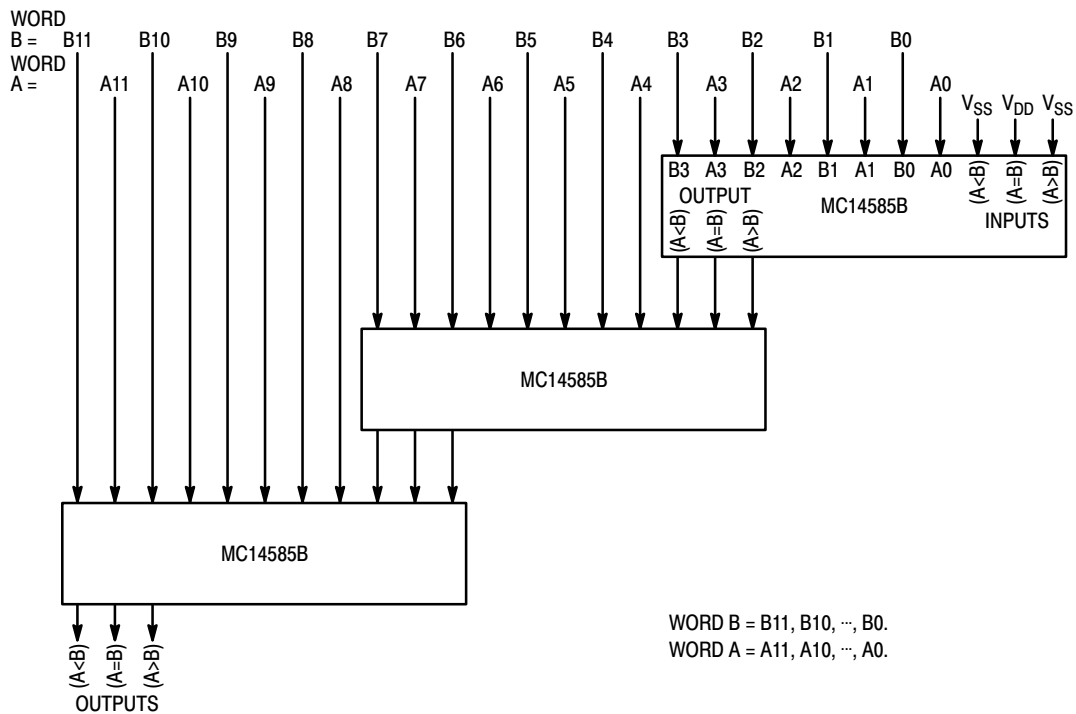 WORD
B = B11 B10 B9 B8 B7 B6 B5 B4 B3 B2 B1 B0
WORD
A = A11 A10 A9 A8 A7 A6 A5 A4 A3 A2 A1 A0
VSS VDD VSS
B3 A3 B2 A2 B1 A1 B0 A0 (A<B) (A=B) (A>B)
OUTPUT
MC14585B
INPUTS
(A<B) (A=B) (A>B)
MC14585B
MC14585B
WORD B = B11, B10, ..., B0.
WORD A = A11, A10, ..., A0.
(A<B) (A=B) (A>B)
OUTPUTS